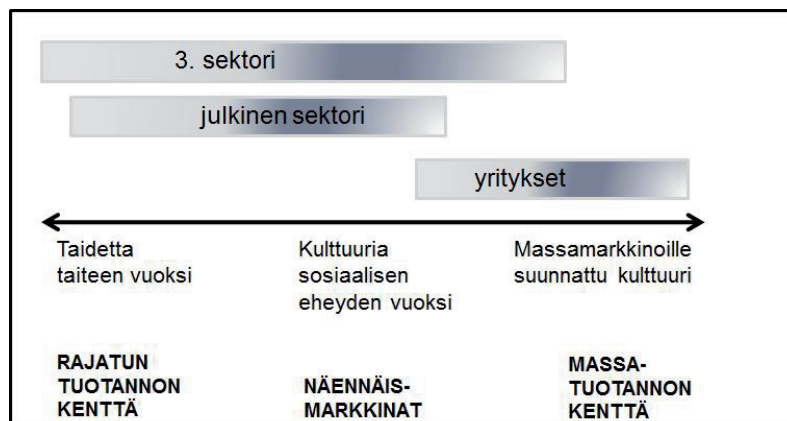 3. sektori
julkinen sektori
yritykset
Taidetta
taiteen vuoksi
Kulttuuria
sosiaalisen
eheyden vuoksi
Massamarkkinoille
suunnattu kulttuuri
RAJATUN
TUOTANNON
KENTTÄ
NÄENNÄIS-
MARKKINAT
MASSA-
TUOTANNON
KENTTÄ